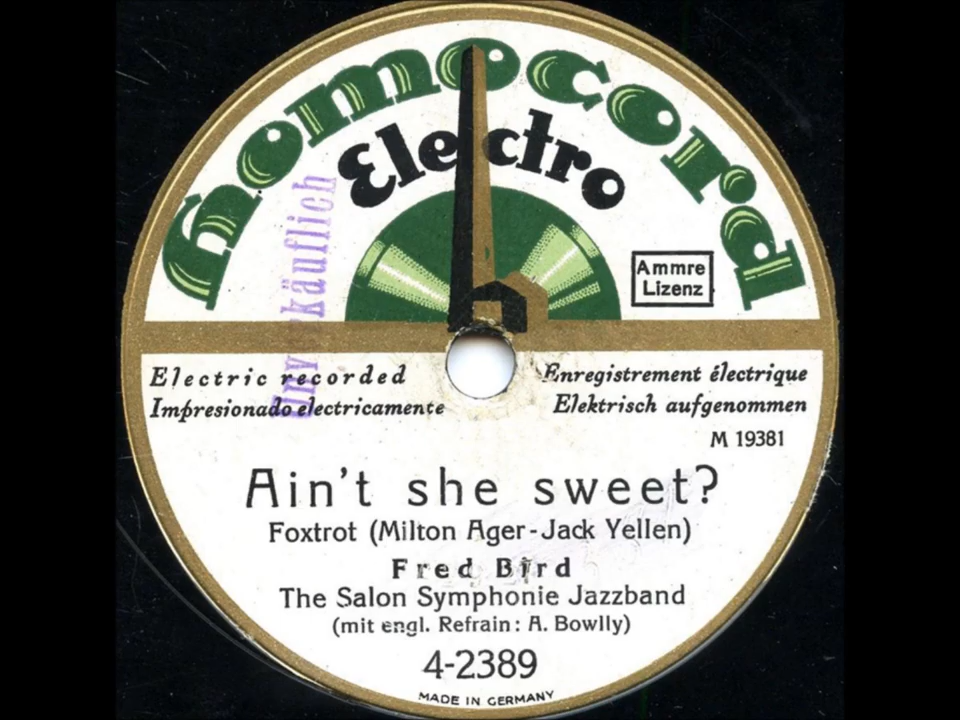 Homocord
Electro
Unverkäuflich
Ammre
Lizenz
Electric recorded
Impresionado electricamente
Enregistrement électrique
Elektrisch aufgenommen
M 19381
Ain't she sweet?
Foxtrot (Milton Ager-Jack Yellen)
Fred Bird
The Salon Symphonie Jazzband
(mit engl. Refrain: A. Bowlly)
4-2389
MADE IN GERMANY